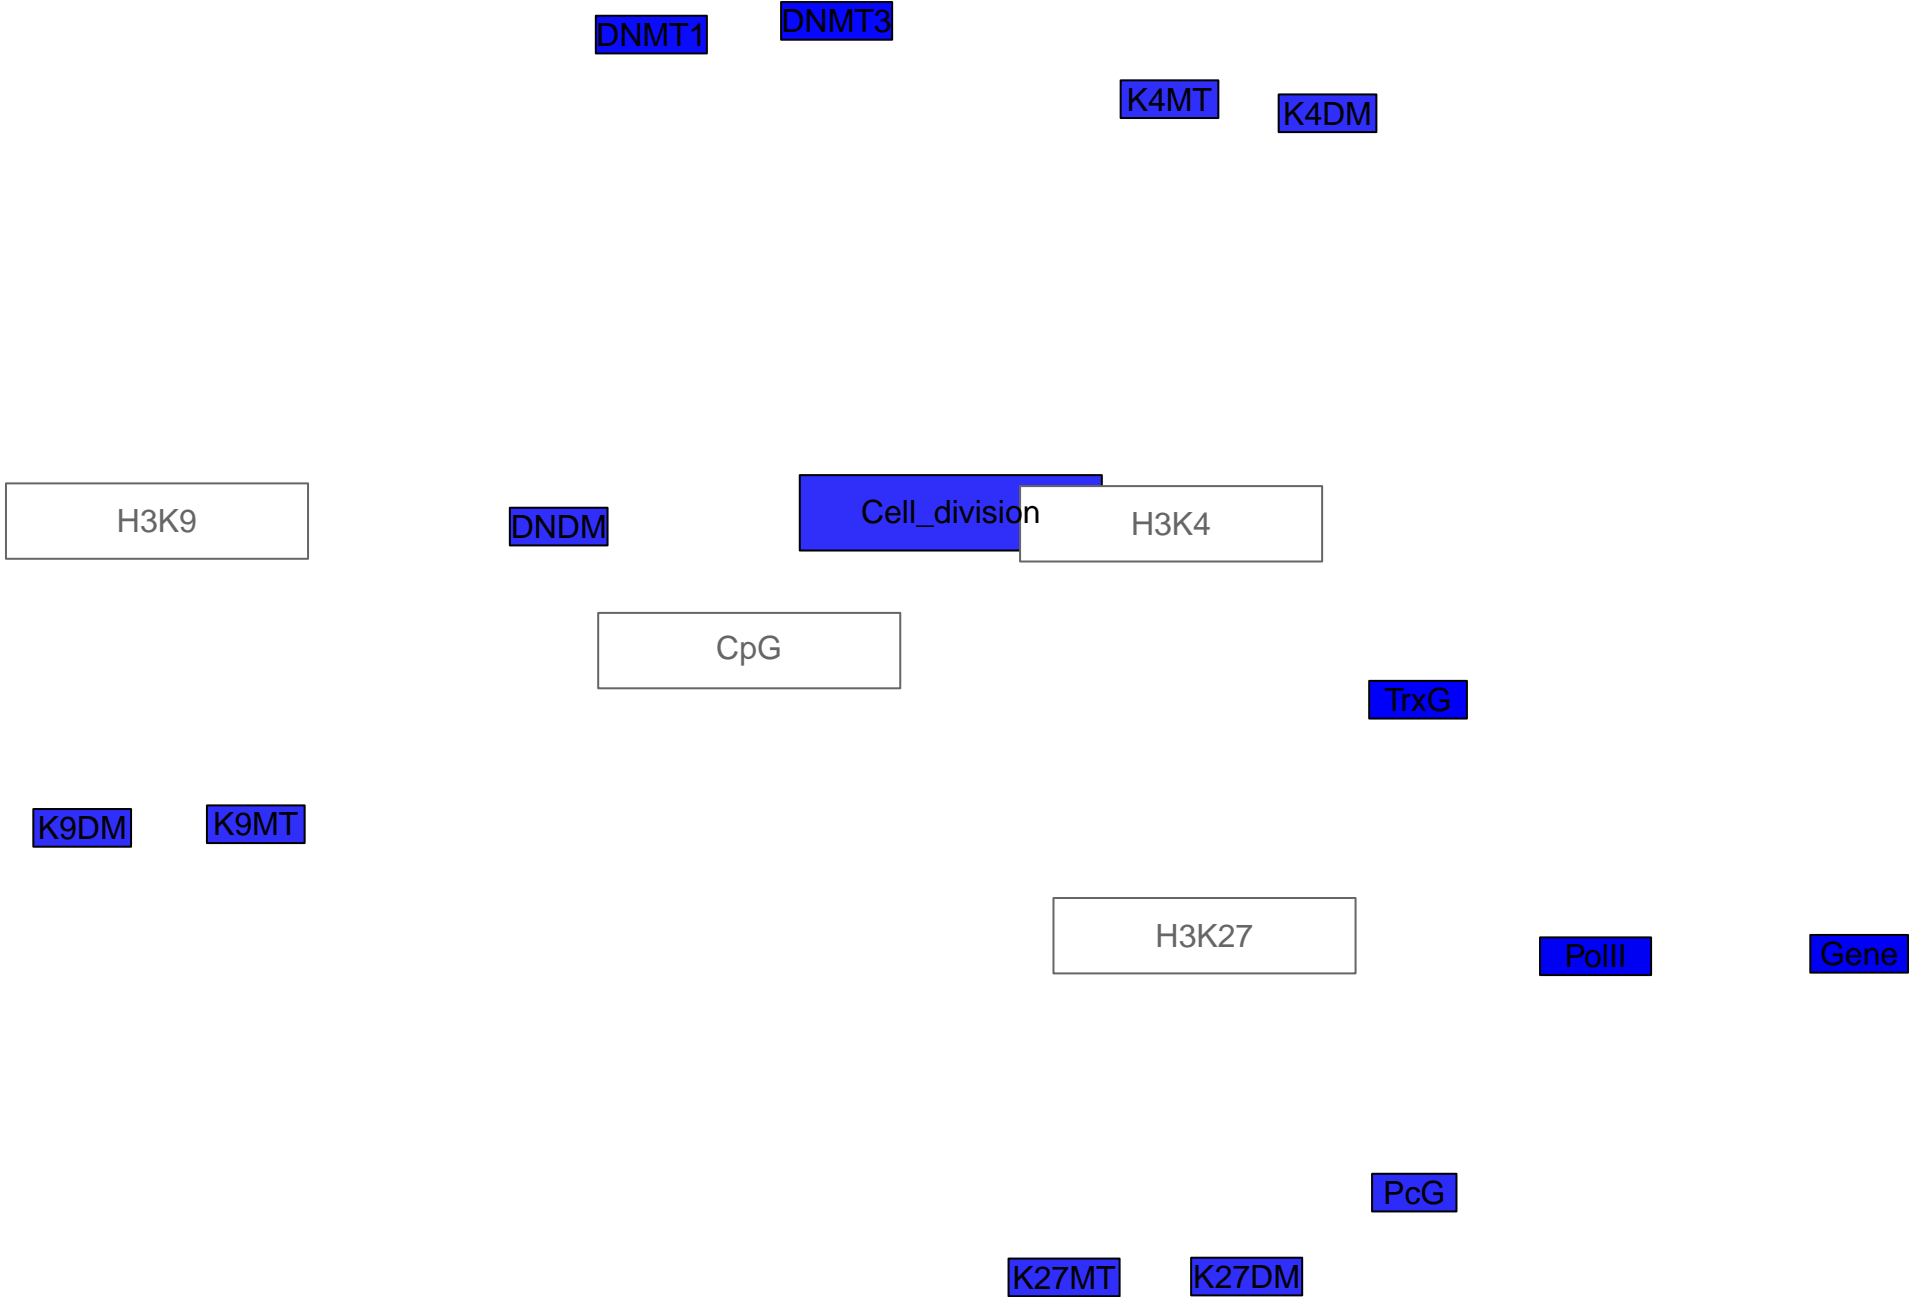 DNMT1
DNMT3
K4MT
K4DM
H3K9
DNDM
Cell_division
H3K4
CpG
TrxG
K9DM
K9MT
H3K27
PolII
Gene
PcG
K27MT
K27DM